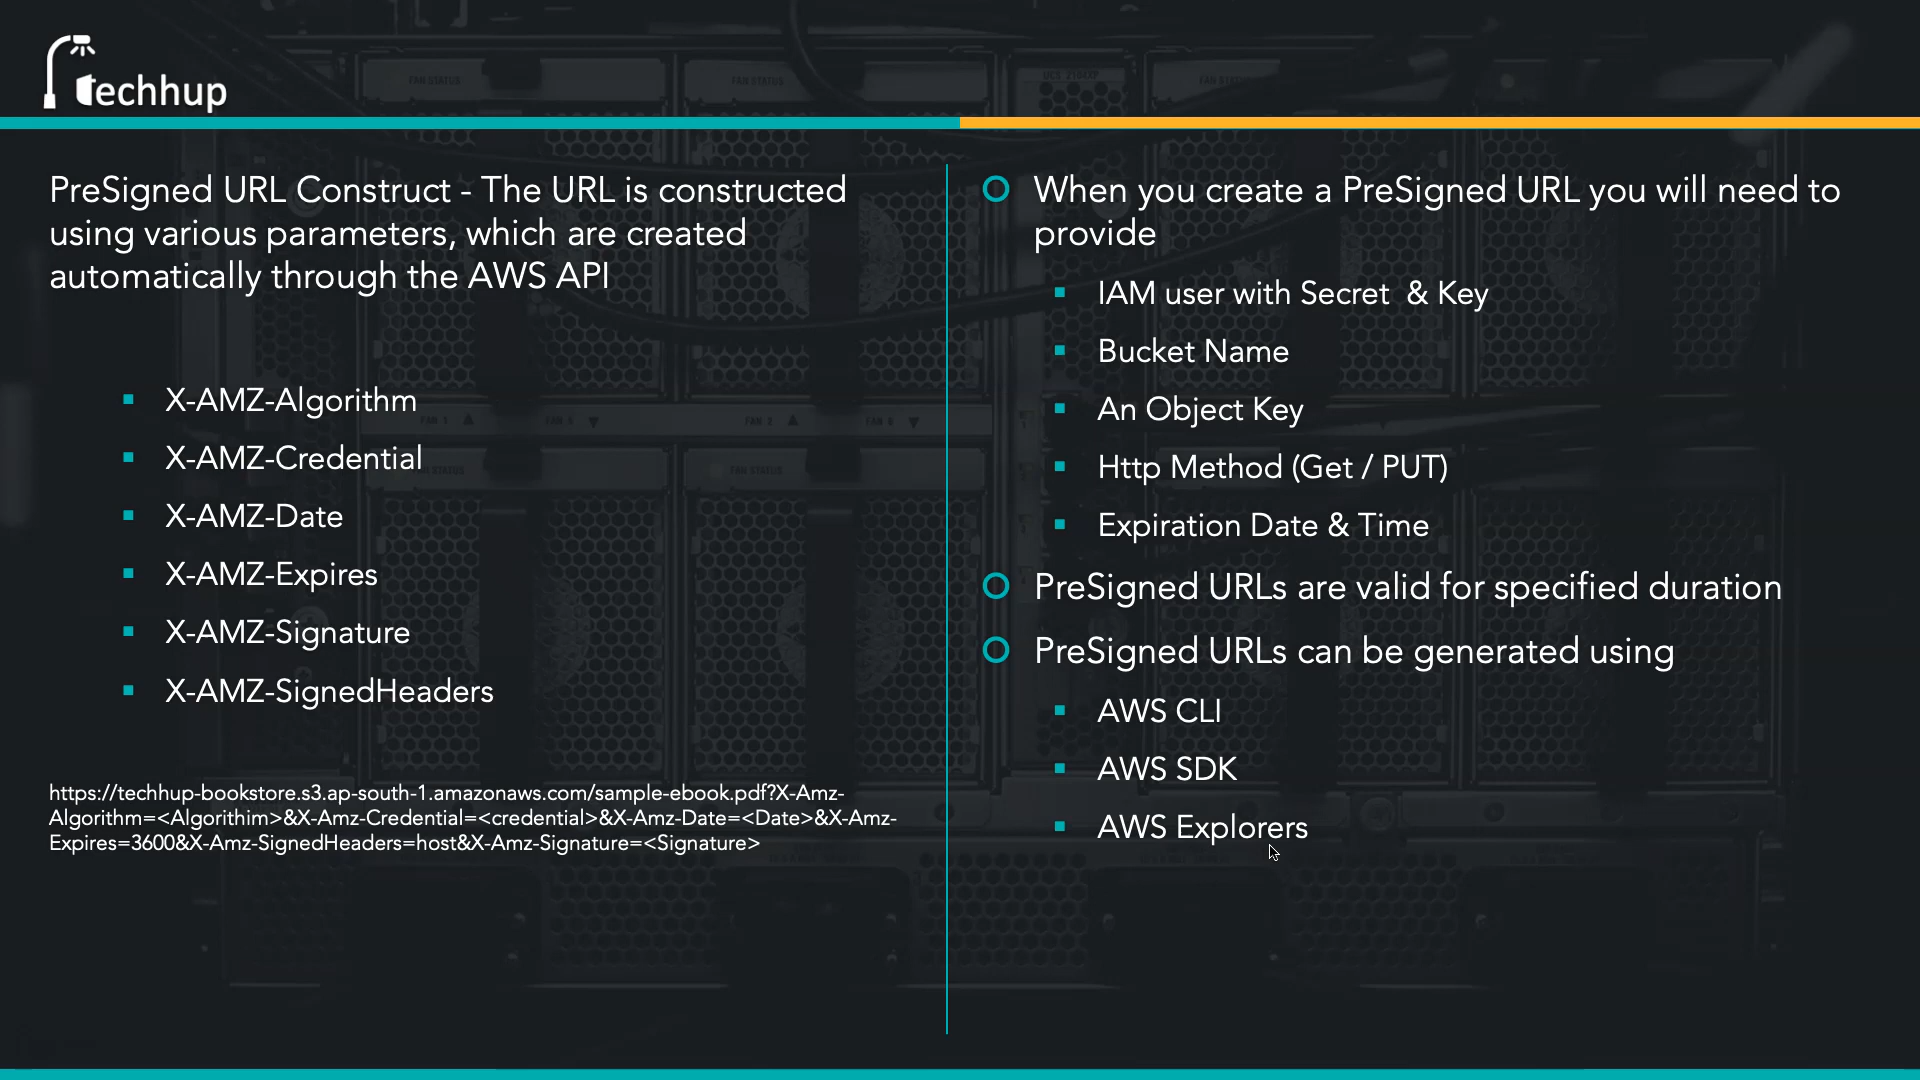 techhup
PreSigned URL Construct - The URL is constructed
using various parameters, which are created
automatically through the AWS API
X-AMZ-Algorithm
X-AMZ-Credential
X-AMZ-Date
X-AMZ-Expires
X-AMZ-Signature
X-AMZ-SignedHeaders
https://techhup-bookstore.s3.ap-south-1.amazonaws.com/sample-ebook.pdf?X-Amz-
Algorithm=<Algorithim>&X-Amz-Credential=<credential>&X-Amz-Date=<Date>&X-Amz-
Expires=3600&X-Amz-SignedHeaders=host&X-Amz-Signature=<Signature>
When you create a PreSigned URL you will need to
provide
IAM user with Secret & Key
Bucket Name
An Object Key
Http Method (Get / PUT)
Expiration Date & Time
PreSigned URLs are valid for specified duration
PreSigned URLs can be generated using
AWS CLI
AWS SDK
AWS Explorers